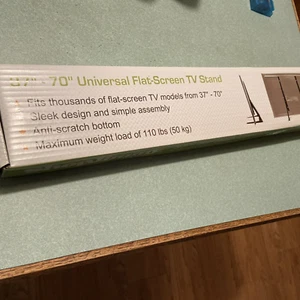 37" - 70" Universal Flat-Screen TV Stand
- Fits thousands of flat-screen TV models from 37" - 70"
- Sleek design and simple assembly
- Anti-scratch bottom
- Maximum weight load of 110 lbs (50 kg)